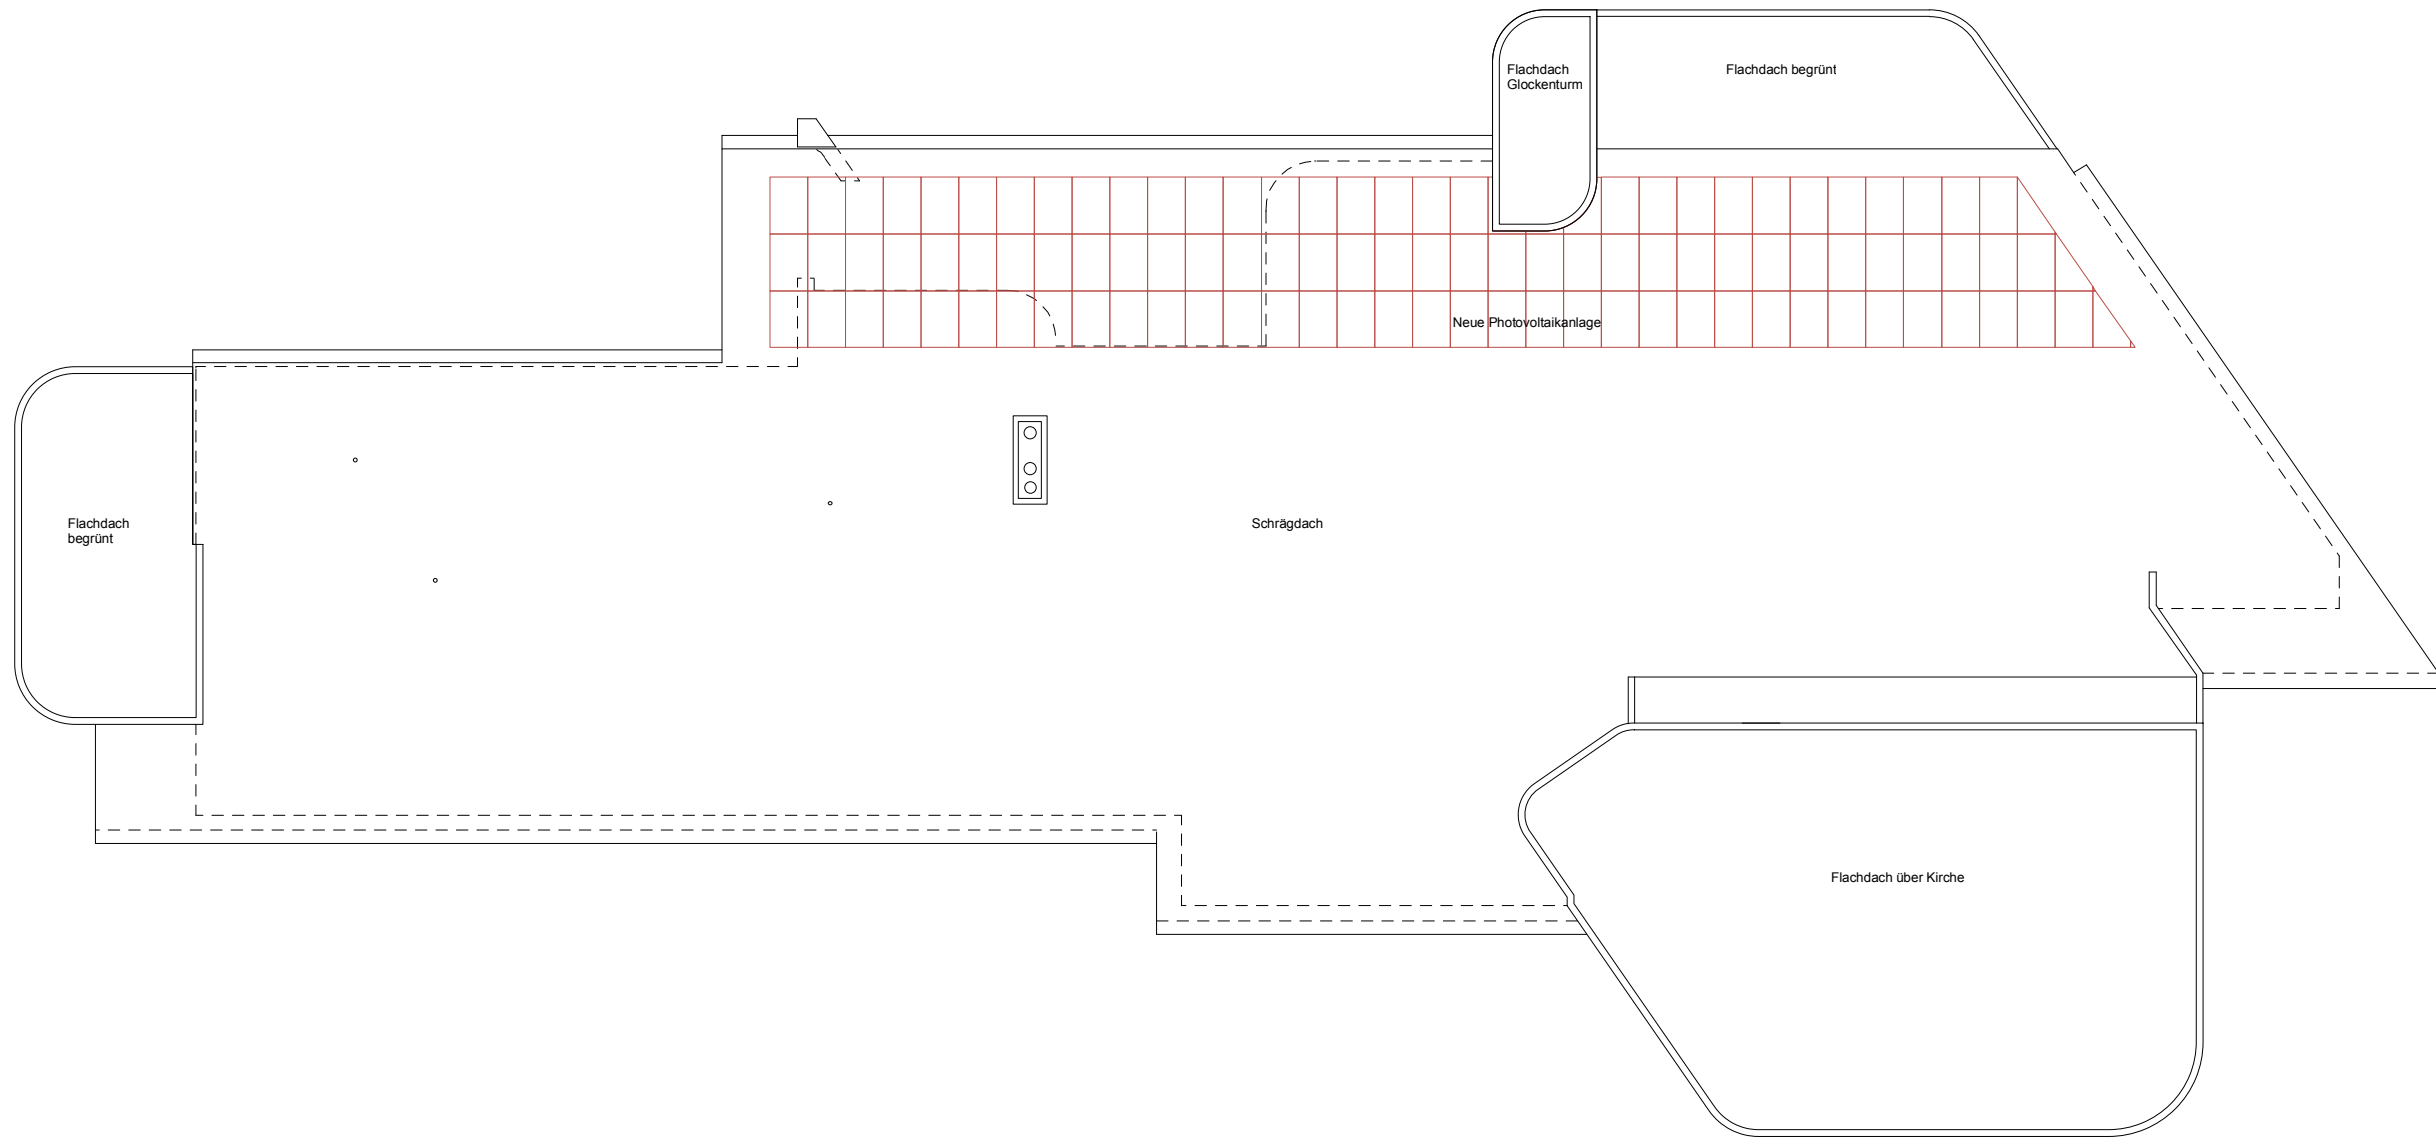 Flachdach
Glockenturm
Flachdach begrünt
Neue Photovoltaikanlage
Flachdach
begrünt
Schrägdach
Flachdach über Kirche